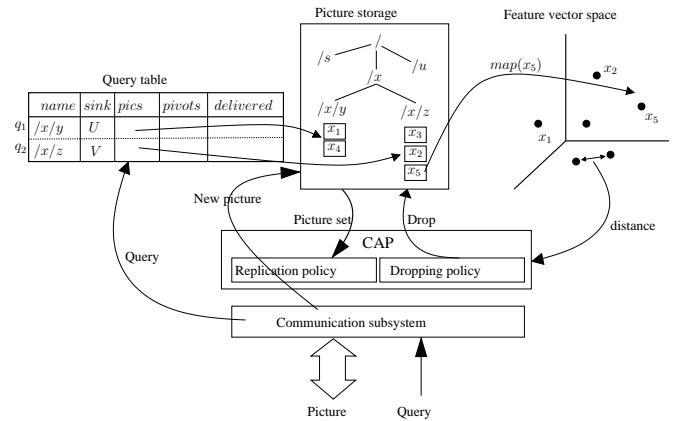 Picture storage
Feature vector space
/
/s
/u
/x
/x/y
/x/z
x1
x4
x3
x2
x5
map(x5)
x2
x5
x1
Query table
name sink pics pivots delivered
q1 /x/y U
q2 /x/z V
New picture
Picture set
Drop
distance
Query
CAP
Replication policy
Dropping policy
Communication subsystem
Picture
Query